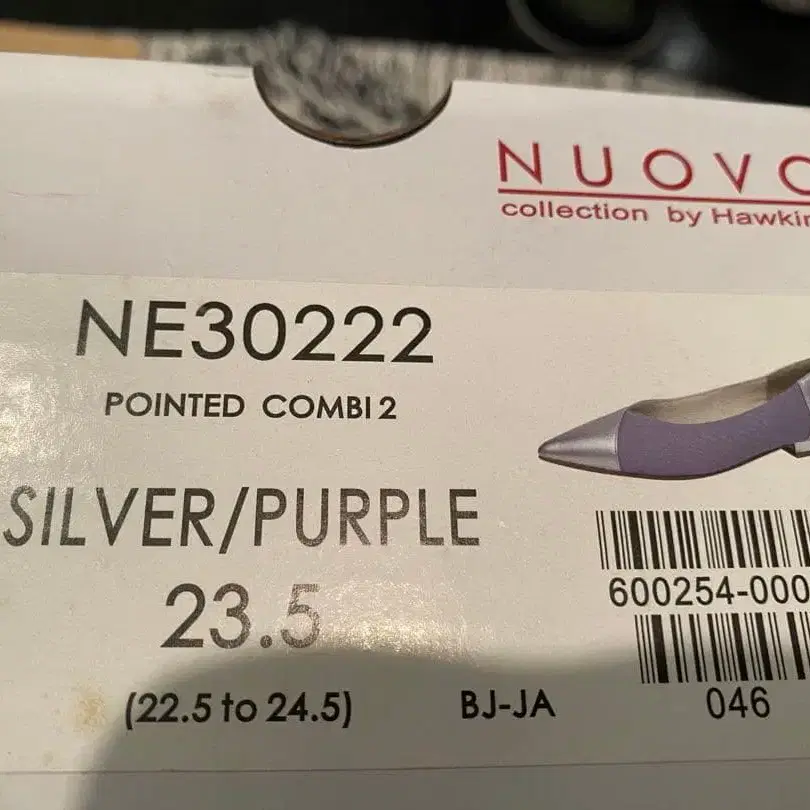 NUOVO
collection by Hawkin
NE30222
POINTED COMBI 2
SILVER/PURPLE
23.5
(22.5 to 24.5)
BJ-JA
600254-000
046